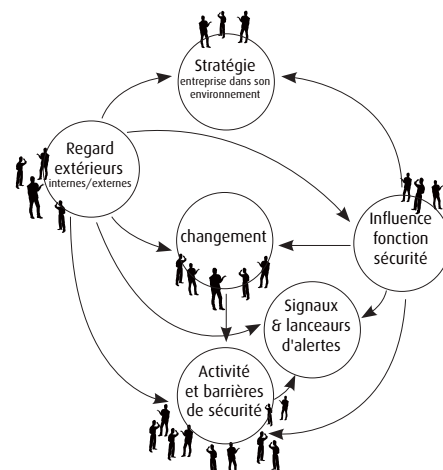 Stratégie
entreprise dans son
environnement
Regard
extérieurs
internes/externes
changement
Influence
fonction
sécurité
Signaux
& lanceaurs
d'alertes
Activité
et barrières
de sécurité